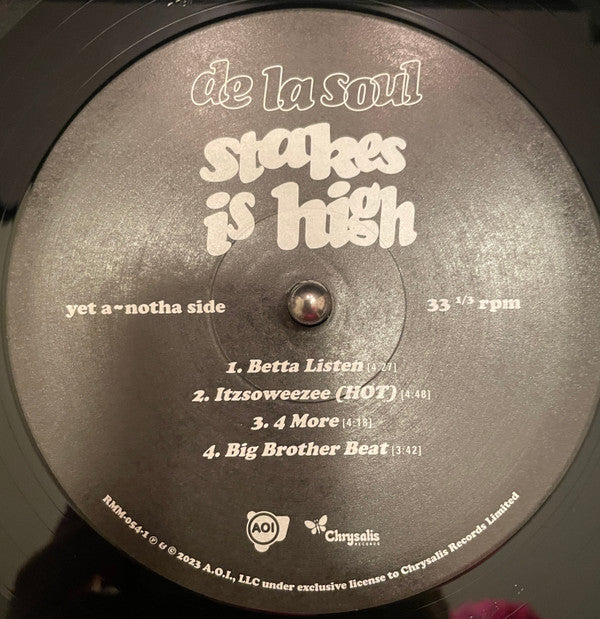 de la soul
stakes
is high
yet a~notha side
33 1/3 rpm
1. Betta Listen [4:27]
2. Itzsoweezee (HOT) [4:48]
3. 4 More [4:18]
4. Big Brother Beat [3:42]
AOI
Chrysalis
RECORDS
RMM-054-1 ℗ & © 2023 A.O.I., LLC under exclusive license to Chrysalis Records Limited